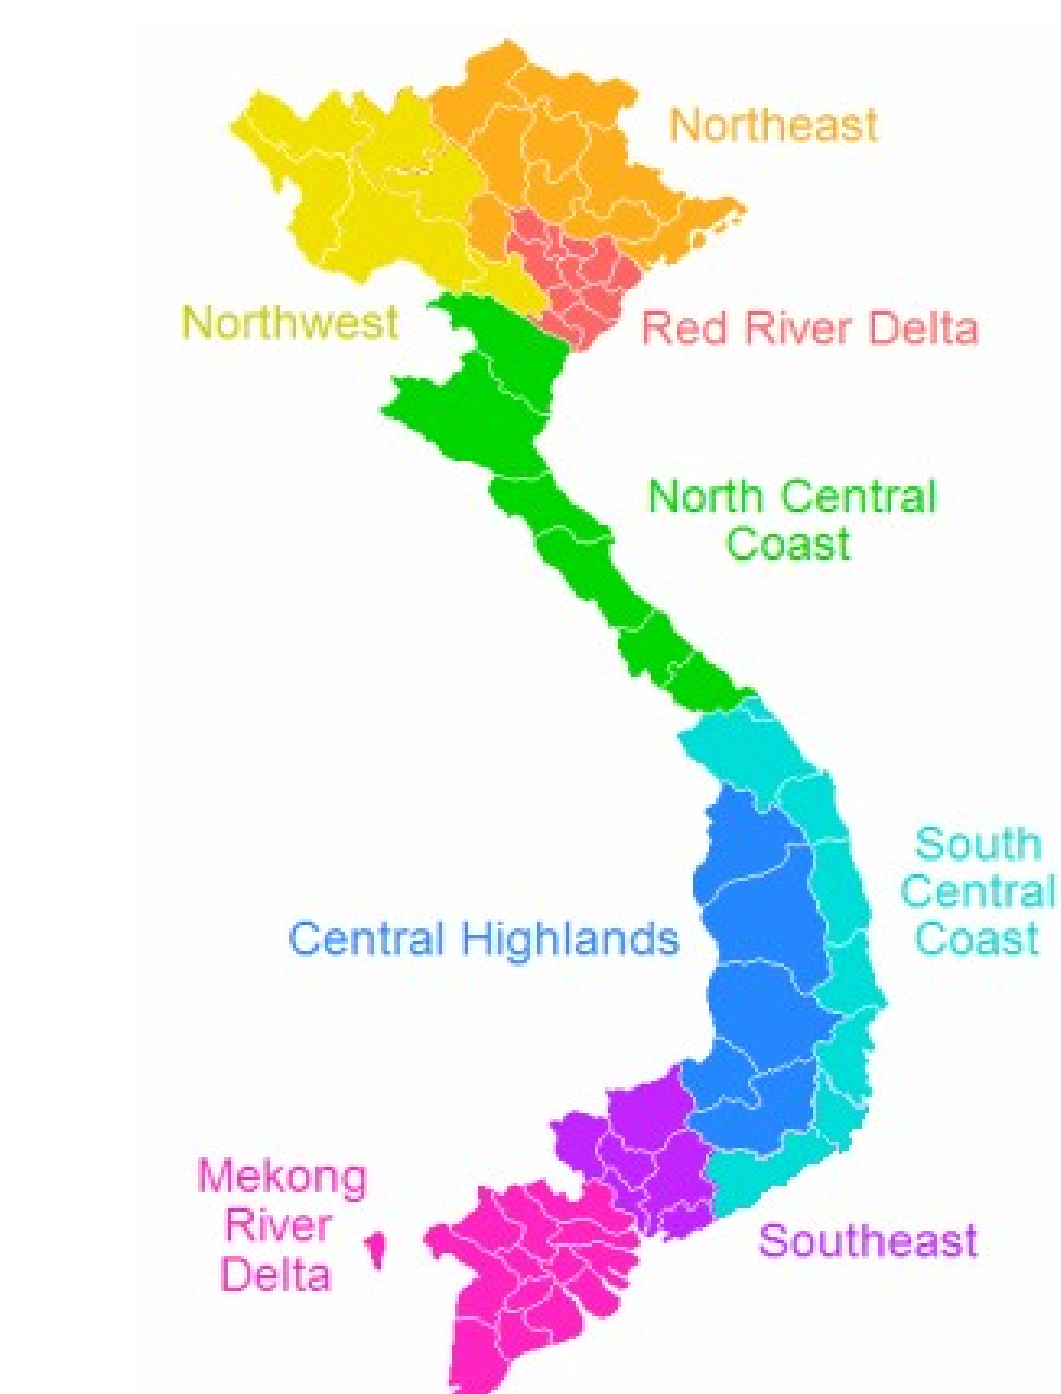 Northeast
Northwest
Red River Delta
North Central
Coast
South
Central
Coast
Central Highlands
Mekong
River
Delta
Southeast